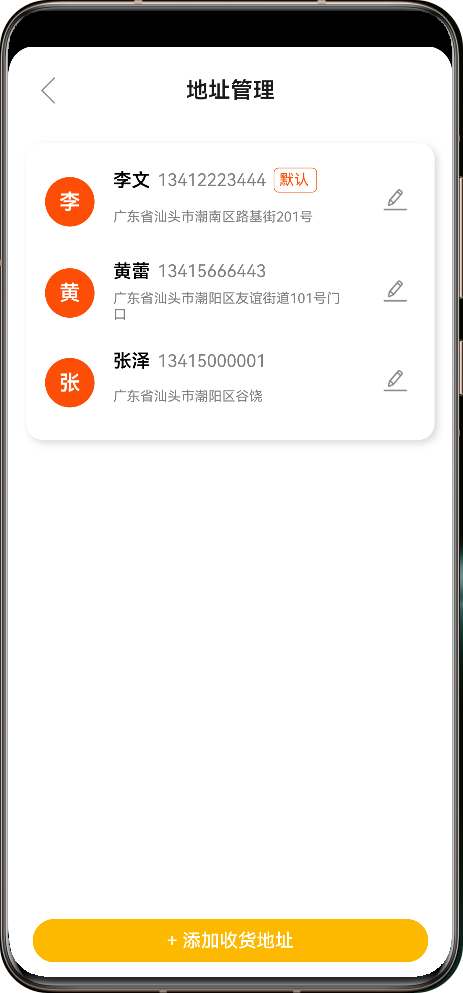 地址管理
李
李文 13412223444 默认
广东省汕头市潮南区路基街201号
黄
黄蕾 13415666443
广东省汕头市潮阳区友谊街道101号门
口
张
张泽 13415000001
广东省汕头市潮阳区谷饶
+ 添加收货地址